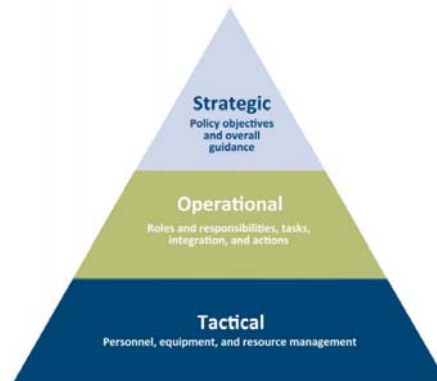 Strategic
Policy objectives
and overall
guidance
Operational
Roles and responsibilities, tasks,
integration, and actions
Tactical
Personnel, equipment, and resource management